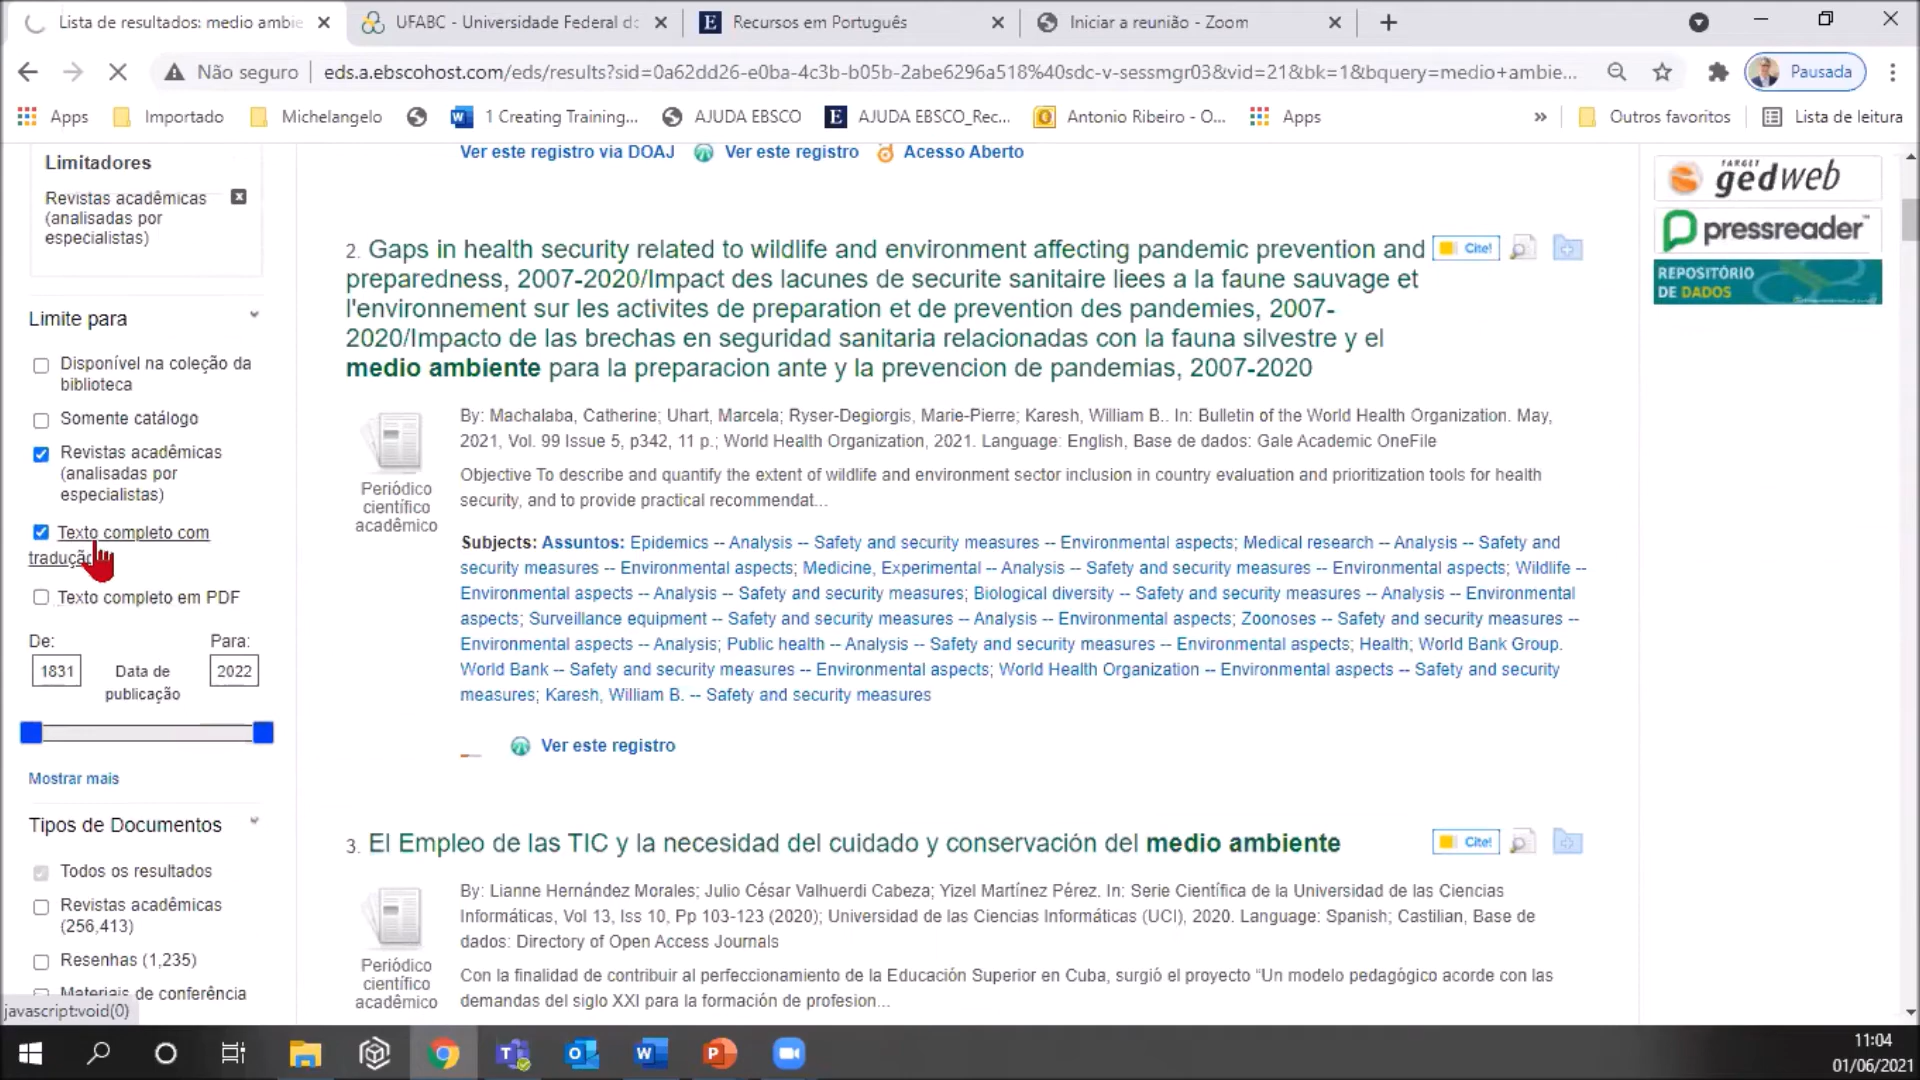 Lista de resultados: medio ambie
UFABC - Universidade Federal do
Recursos em Português
Iniciar a reunião - Zoom
Não seguro
eds.a.ebscohost.com/eds/results?sid=0a62dd26-e0ba-4c3b-b05b-2abe6296a518%40sdc-v-sessmgr03&vid=21&bk=1&bquery=medio+ambie...
Pausada
Apps
Importado
Michelangelo
1 Creating Training...
AJUDA EBSCO
AJUDA EBSCO_Rec...
Antonio Ribeiro - O...
Apps
»
Outros favoritos
Lista de leitura
Limitadores
Revistas acadêmicas
(analisadas por
especialistas)
Limite para
Disponível na coleção da
biblioteca
Somente catálogo
Revistas acadêmicas
(analisadas por
especialistas)
Texto completo com
tradução
Texto completo em PDF
De:
Para:
1831
Data de
publicação
2022
Mostrar mais
Tipos de Documentos
Todos os resultados
Revistas acadêmicas
(256,413)
Resenhas (1,235)
Materiais de conferência
javascript:void(0)
Ver este registro via DOAJ
Ver este registro
Acesso Aberto
2. Gaps in health security related to wildlife and environment affecting pandemic prevention and
preparedness, 2007-2020/Impact des lacunes de securite sanitaire liees a la faune sauvage et
l'environnement sur les activites de preparation et de prevention des pandemies, 2007-
2020/Impacto de las brechas en seguridad sanitaria relacionadas con la fauna silvestre y el
medio ambiente para la preparacion ante y la prevencion de pandemias, 2007-2020
Cite!
Periódico
científico
acadêmico
By: Machalaba, Catherine; Uhart, Marcela; Ryser-Degiorgis, Marie-Pierre; Karesh, William B.. In: Bulletin of the World Health Organization. May,
2021, Vol. 99 Issue 5, p342, 11 p.; World Health Organization, 2021. Language: English, Base de dados: Gale Academic OneFile
Objective To describe and quantify the extent of wildlife and environment sector inclusion in country evaluation and prioritization tools for health
security, and to provide practical recommendat...
Subjects: Assuntos: Epidemics -- Analysis -- Safety and security measures -- Environmental aspects; Medical research -- Analysis -- Safety and
security measures -- Environmental aspects; Medicine, Experimental -- Analysis -- Safety and security measures -- Environmental aspects; Wildlife --
Environmental aspects -- Analysis -- Safety and security measures; Biological diversity -- Safety and security measures -- Analysis -- Environmental
aspects; Surveillance equipment -- Safety and security measures -- Analysis -- Environmental aspects; Zoonoses -- Safety and security measures --
Environmental aspects -- Analysis; Public health -- Analysis -- Safety and security measures -- Environmental aspects; Health; World Bank Group.
World Bank -- Safety and security measures -- Environmental aspects; World Health Organization -- Environmental aspects -- Safety and security
measures; Karesh, William B. -- Safety and security measures
Ver este registro
3. El Empleo de las TIC y la necesidad del cuidado y conservación del medio ambiente
Cite!
Periódico
científico
acadêmico
By: Lianne Hernández Morales; Julio César Valhuerdi Cabeza; Yizel Martínez Pérez. In: Serie Científica de la Universidad de las Ciencias
Informáticas, Vol 13, Iss 10, Pp 103-123 (2020); Universidad de las Ciencias Informáticas (UCI), 2020. Language: Spanish; Castilian, Base de
dados: Directory of Open Access Journals
Con la finalidad de contribuir al perfeccionamiento de la Educación Superior en Cuba, surgió el proyecto “Un modelo pedagógico acorde con las
demandas del siglo XXI para la formación de profesion...
TARGET
gedweb
pressreader™
REPOSITÓRIO
DE DADOS
11:04
01/06/2021